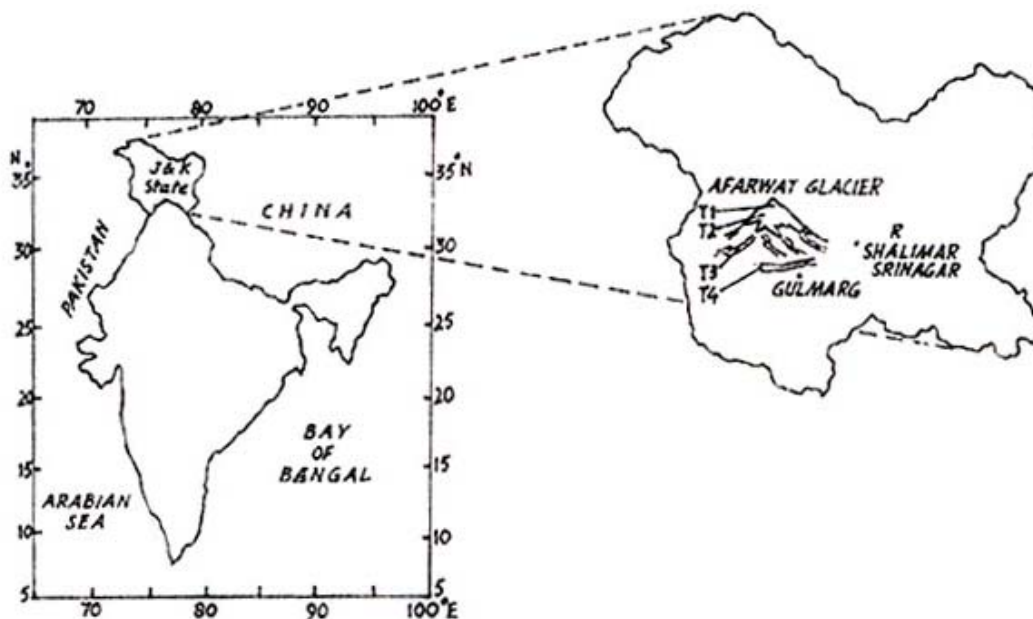 70 80 90 100°E
N.
35°
30
25
20
15
10
5
35°N
30
25
20
15
10
5
J & K
State
CHINA
PAKISTAN
BAY
OF
BANGAL
ARABIAN
SEA
70 80 90 100°E
AFARWAT GLACIER
T1
T2
T3
T4
R
SHALIMAR
SRINAGAR
GULMARG